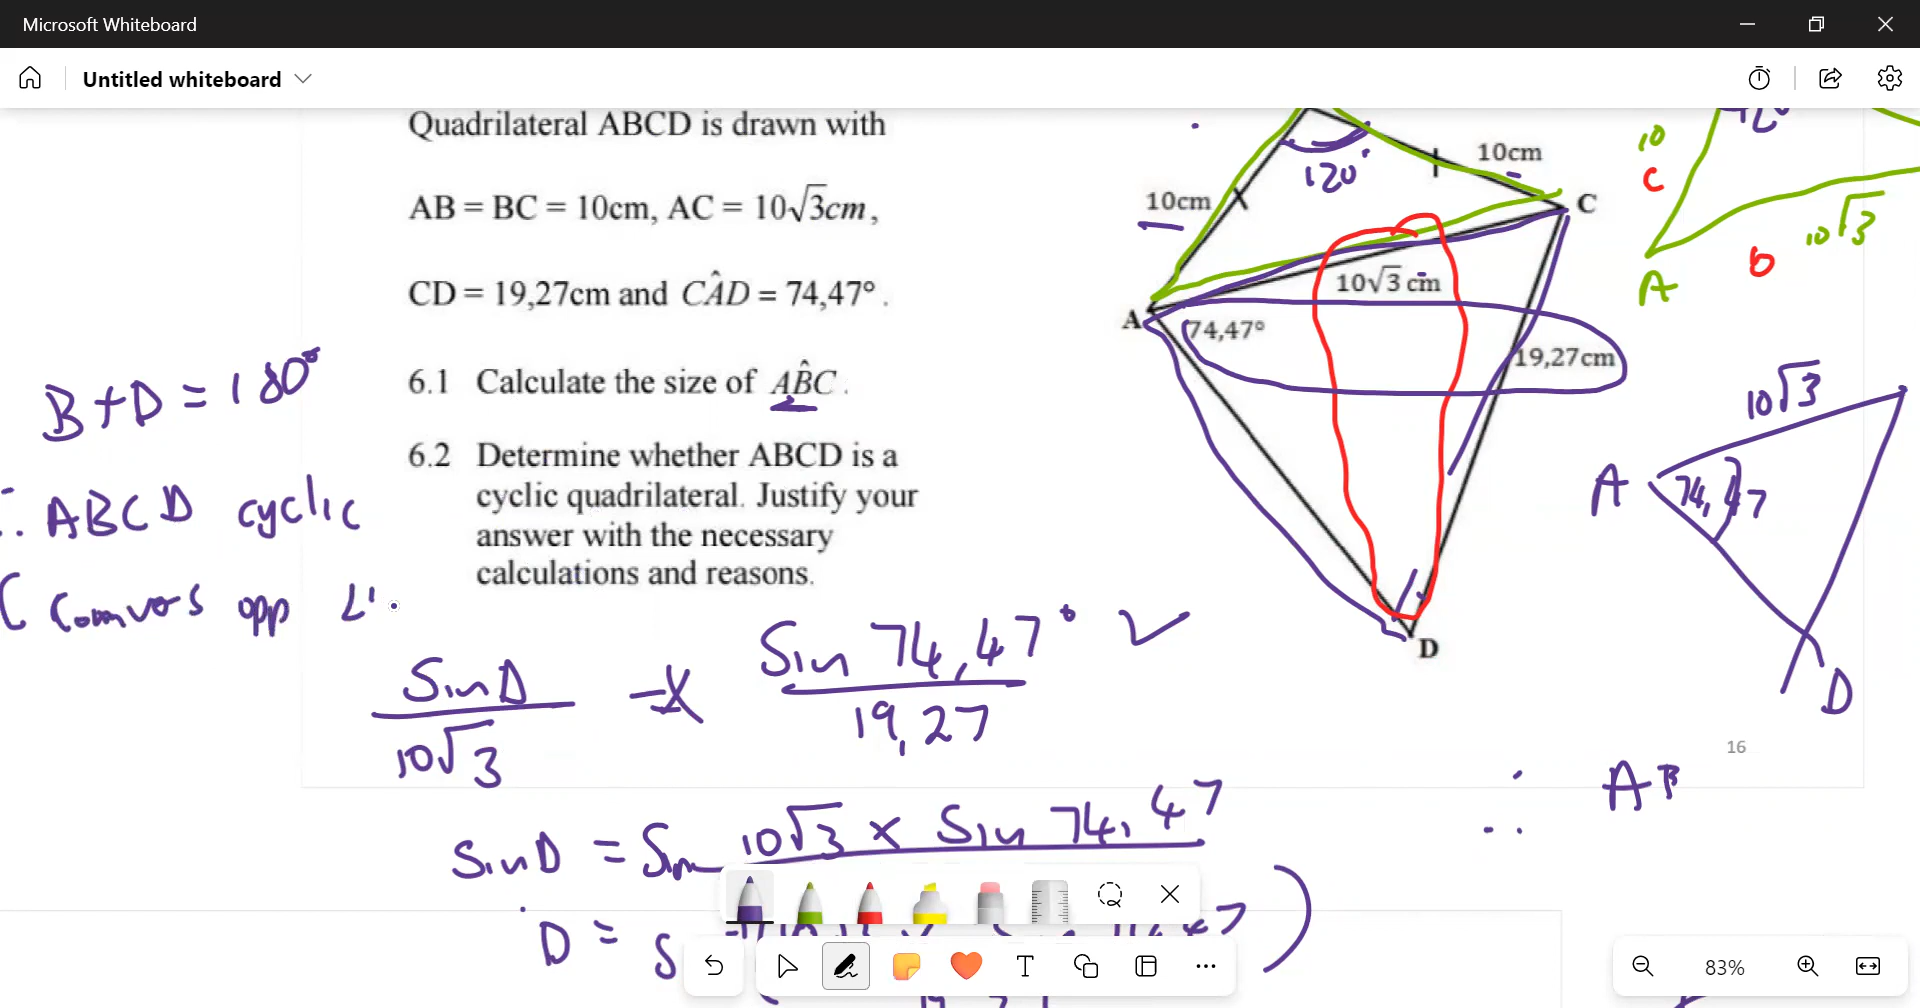 Microsoft Whiteboard
Untitled whiteboard
Quadrilateral ABCD is drawn with
AB = BC = 10cm, AC = 10√3cm,
CD = 19,27cm and CÂD = 74,47°.
6.1 Calculate the size of AB̂C.
6.2 Determine whether ABCD is a
cyclic quadrilateral. Justify your
answer with the necessary
calculations and reasons.
B+D = 180°
∴ ABCD cyclic
( Convers opp L's
120°
10cm
10cm
C
10√3 cm
A
74,47°
19,27cm
D
10
C
A
b
10√3
10√3
A
74,47
D
Sin D / 10√3 = Sin 74,47° / 19,27
Sin D = 10√3 × Sin 74,47
D =
16
∴ AB
83%